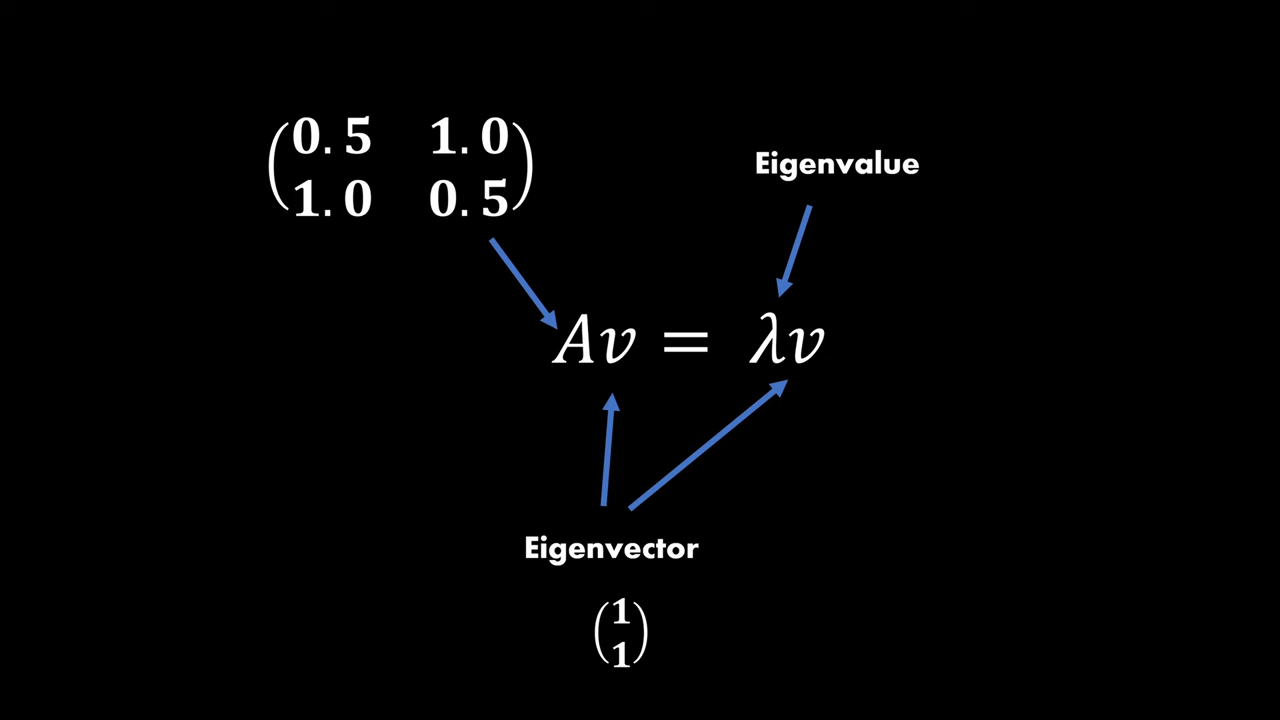 0.5 1.0
1.0 0.5
Eigenvalue
Av = λv
Eigenvector
1
1